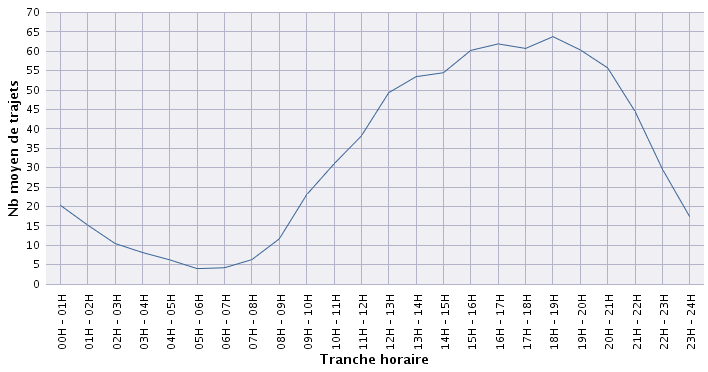 70
65
60
55
50
45
40
35
30
25
20
15
10
5
0
Nb moyen de trajets
00H - 01H
01H - 02H
02H - 03H
03H - 04H
04H - 05H
05H - 06H
06H - 07H
07H - 08H
08H - 09H
09H - 10H
10H - 11H
11H - 12H
12H - 13H
13H - 14H
14H - 15H
15H - 16H
16H - 17H
17H - 18H
18H - 19H
19H - 20H
20H - 21H
21H - 22H
22H - 23H
23H - 24H
Tranche horaire